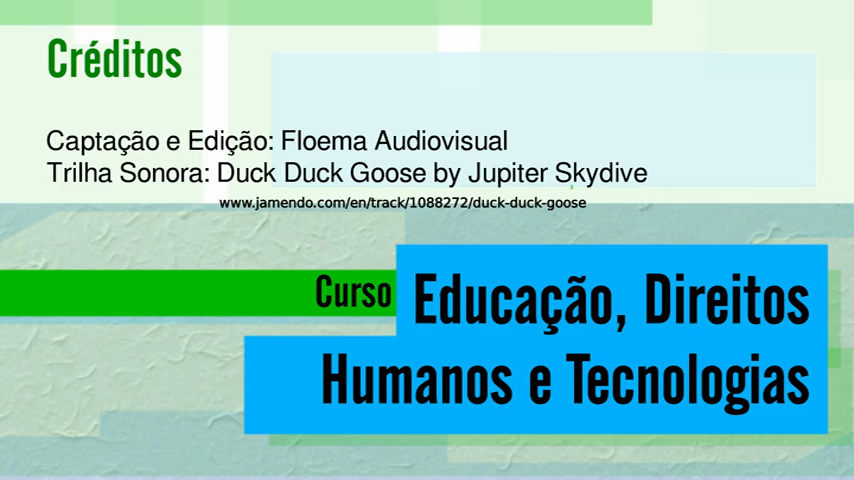 Créditos
Captação e Edição: Floema Audiovisual
Trilha Sonora: Duck Duck Goose by Jupiter Skydive
www.jamendo.com/en/track/1088272/duck-duck-goose
Curso Educação, Direitos
Humanos e Tecnologias